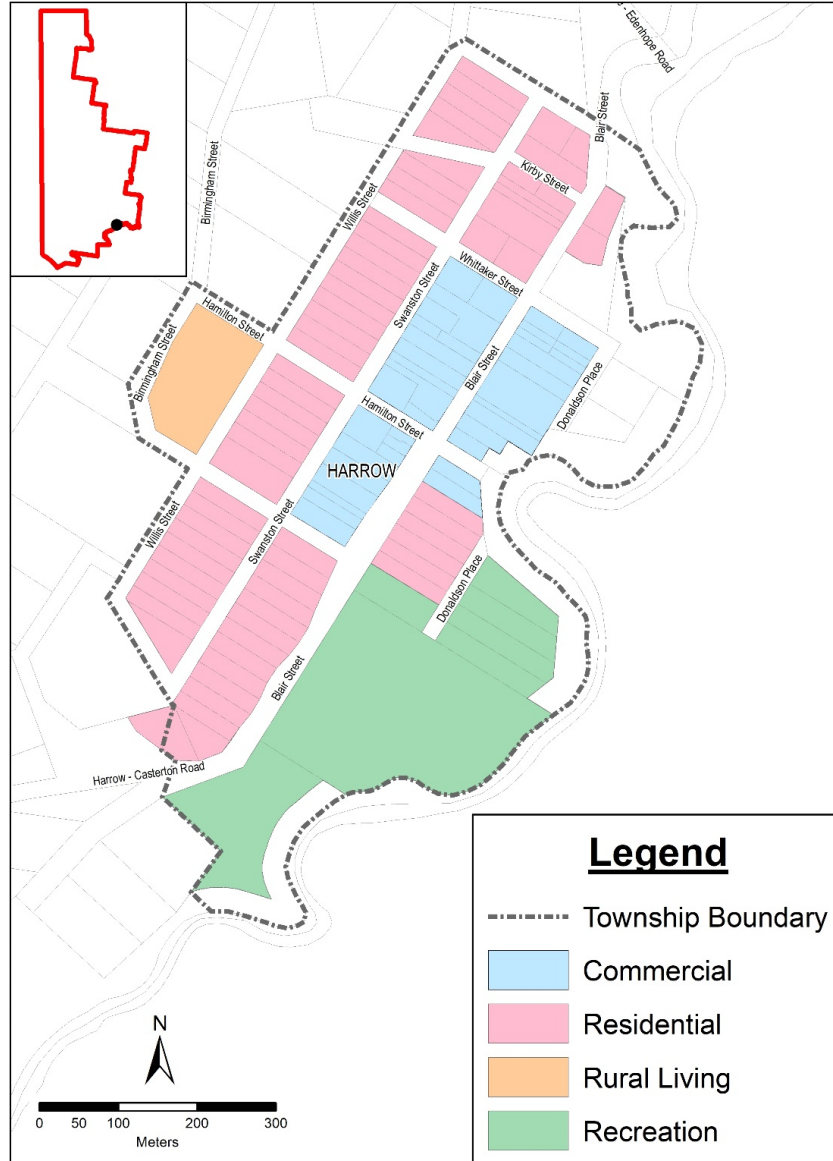 - Edenhope Road
Blair Street
Birmingham Street
Kirby Street
Willis Street
Whittaker Street
Swanston Street
Hamilton Street
Birmingham Street
Blair Street
Donaldson Place
Hamilton Street
HARROW
Willis Street
Swanston Street
Donaldson Place
Blair Street
Harrow - Casterton Road
Legend
Township Boundary
Commercial
Residential
Rural Living
Recreation
N
0 50 100 200 300
Meters